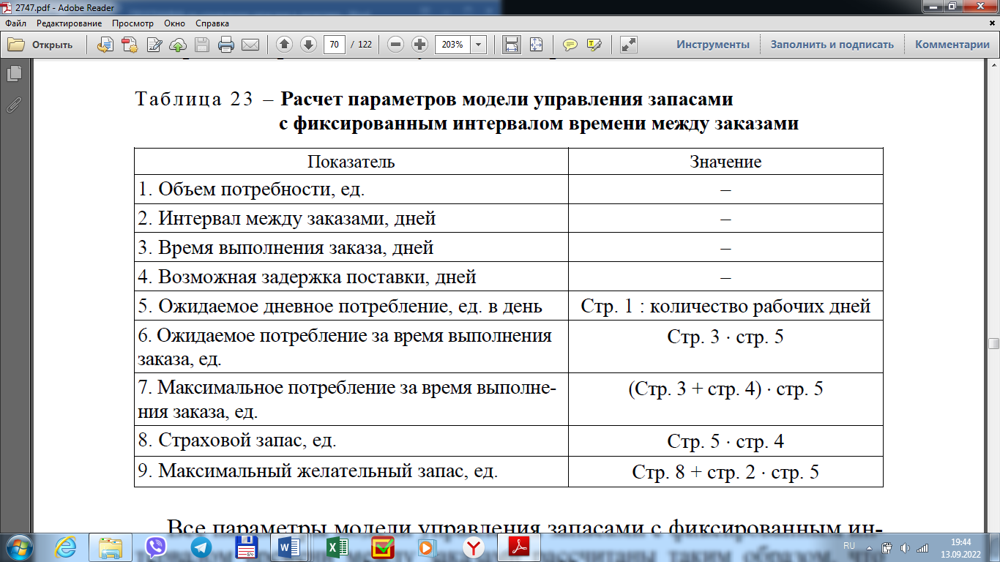 2747.pdf - Adobe Reader
Файл Редактирование Просмотр Окно Справка
Открыть 70 / 122 203% Инструменты Заполнить и подписать Комментарии
Таблица 23 – Расчет параметров модели управления запасами
с фиксированным интервалом времени между заказами
Показатель Значение
1. Объем потребности, ед. –
2. Интервал между заказами, дней –
3. Время выполнения заказа, дней –
4. Возможная задержка поставки, дней –
5. Ожидаемое дневное потребление, ед. в день Стр. 1 : количество рабочих дней
6. Ожидаемое потребление за время выполнения Стр. 3 · стр. 5
заказа, ед.
7. Максимальное потребление за время выполне- (Стр. 3 + стр. 4) · стр. 5
ния заказа, ед.
8. Страховой запас, ед. Стр. 5 · стр. 4
9. Максимальный желательный запас, ед. Стр. 8 + стр. 2 · стр. 5
Все параметры модели управления запасами с фиксированным ин-
RU 19:44
13.09.2022